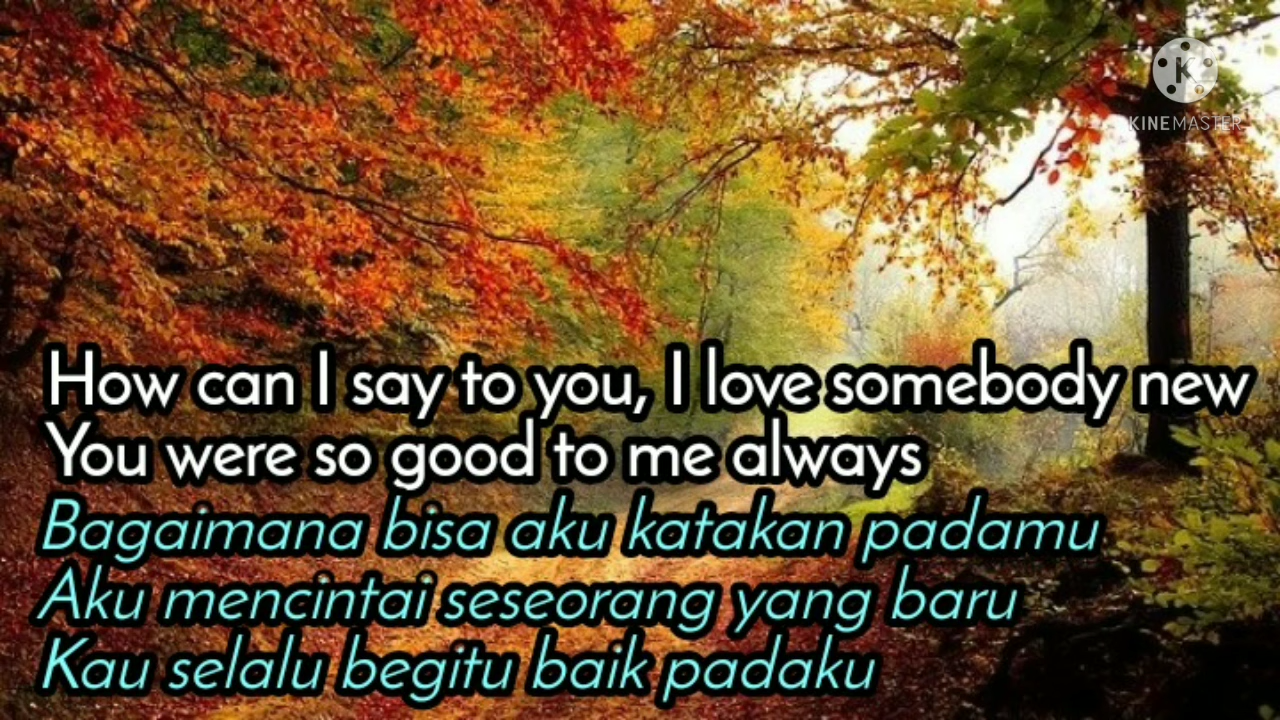 K
KINEMASTER
How can I say to you, I love somebody new
You were so good to me always
Bagaimana bisa aku katakan padamu
Aku mencintai seseorang yang baru
Kau selalu begitu baik padaku